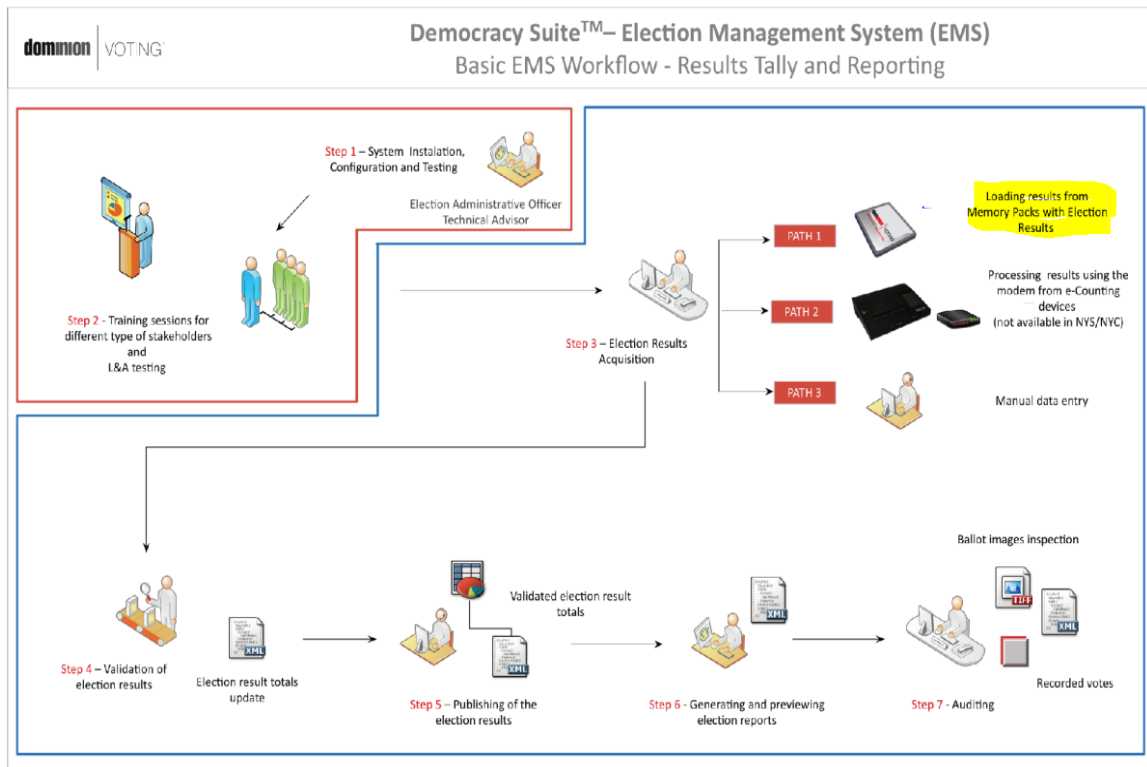 dominion VOTING
Democracy Suite™– Election Management System (EMS)
Basic EMS Workflow - Results Tally and Reporting
Step 1 – System Instalation,
Configuration and Testing
Election Administrative Officer
Technical Advisor
Step 2 - Training sessions for
different type of stakeholders
and
L&A testing
Step 3 – Election Results
Acquisition
PATH 1
Loading results from
Memory Packs with Election
Results
PATH 2
Processing results using the
modem from e-Counting
devices
(not available in NYS/NYC)
PATH 3
Manual data entry
Step 4 – Validation of
election results
XML
Election result totals
update
Step 5 – Publishing of the
election results
XML
Validated election result
totals
Step 6 - Generating and previewing
election reports
XML
Step 7 - Auditing
Ballot images inspection
TIFF
XML
Recorded votes